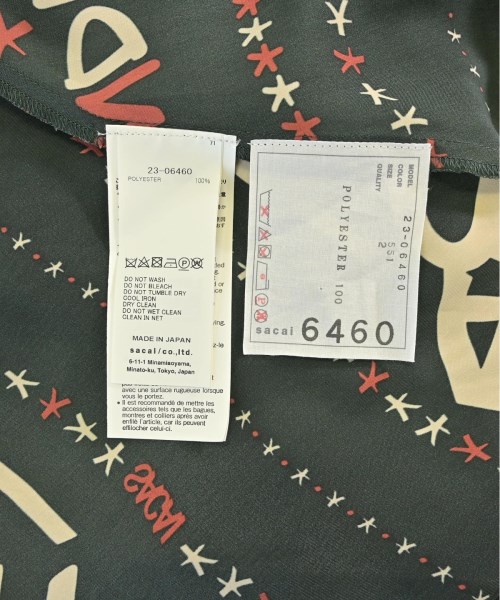 23-06460
POLYESTER 100%
DO NOT WASH
DO NOT BLEACH
DO NOT TUMBLE DRY
COOL IRON
DRY CLEAN
DO NOT WET CLEAN
CLEAN IN NET
MADE IN JAPAN
sacai/co.,ltd.
6-11-1 Minamiaoyama,
Minato-ku, Tokyo, Japan
avec une surface rugueuse lorsque
vous le portez.
• Il est recommandé de mettre les
accessoires tels que les bagues,
montres et colliers après avoir
enfilé l'article, car ils peuvent
effilocher celui-ci.
MODEL 23-06460
COLOR 551
SIZE 2
QUALITY
POLYESTER 100
sacai 6460
SACAI